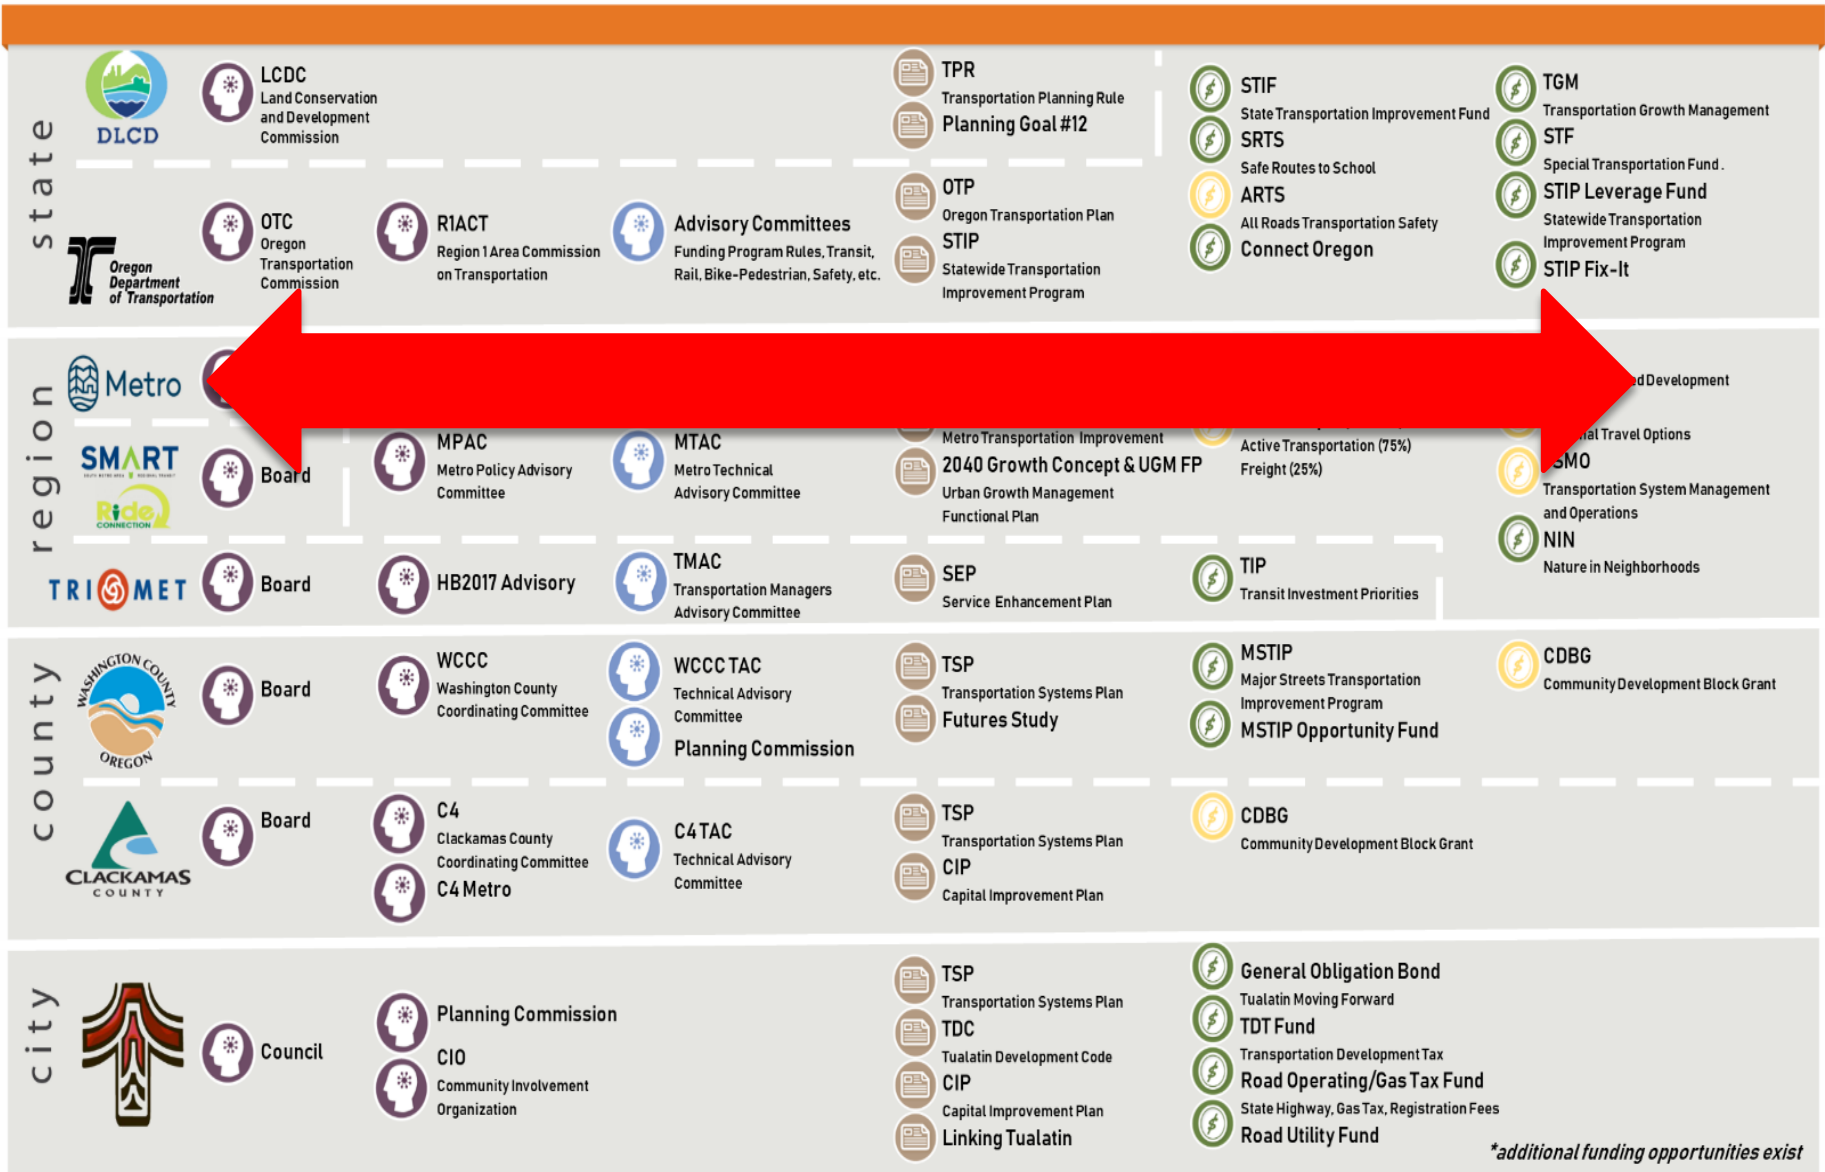 state
DLCD
LCDC
Land Conservation
and Development
Commission
TPR
Transportation Planning Rule
Planning Goal #12
STIF
State Transportation Improvement Fund
SRTS
Safe Routes to School
ARTS
All Roads Transportation Safety
Connect Oregon
TGM
Transportation Growth Management
STF
Special Transportation Fund .
STIP Leverage Fund
Statewide Transportation
Improvement Program
STIP Fix-It
Oregon
Department
of Transportation
OTC
Oregon
Transportation
Commission
R1ACT
Region 1 Area Commission
on Transportation
Advisory Committees
Funding Program Rules, Transit,
Rail, Bike-Pedestrian, Safety, etc.
OTP
Oregon Transportation Plan
STIP
Statewide Transportation
Improvement Program
region
Metro
Development
SMART
Ride
CONNECTION
Board
MPAC
Metro Policy Advisory
Committee
MTAC
Metro Technical
Advisory Committee
Metro Transportation Improvement
2040 Growth Concept & UGM FP
Urban Growth Management
Functional Plan
Active Transportation (75%)
Freight (25%)
Travel Options
Transportation System Management
and Operations
NIN
Nature in Neighborhoods
TRIMET
Board
HB2017 Advisory
TMAC
Transportation Managers
Advisory Committee
SEP
Service Enhancement Plan
TIP
Transit Investment Priorities
county
WASHINGTON COUNTY
OREGON
Board
WCCC
Washington County
Coordinating Committee
WCCC TAC
Technical Advisory
Committee
Planning Commission
TSP
Transportation Systems Plan
Futures Study
MSTIP
Major Streets Transportation
Improvement Program
MSTIP Opportunity Fund
CDBG
Community Development Block Grant
CLACKAMAS
COUNTY
Board
C4
Clackamas County
Coordinating Committee
C4 Metro
C4 TAC
Technical Advisory
Committee
TSP
Transportation Systems Plan
CIP
Capital Improvement Plan
CDBG
Community Development Block Grant
city
Council
Planning Commission
CIO
Community Involvement
Organization
TSP
Transportation Systems Plan
TDC
Tualatin Development Code
CIP
Capital Improvement Plan
Linking Tualatin
General Obligation Bond
Tualatin Moving Forward
TDT Fund
Transportation Development Tax
Road Operating/Gas Tax Fund
State Highway, Gas Tax, Registration Fees
Road Utility Fund
*additional funding opportunities exist